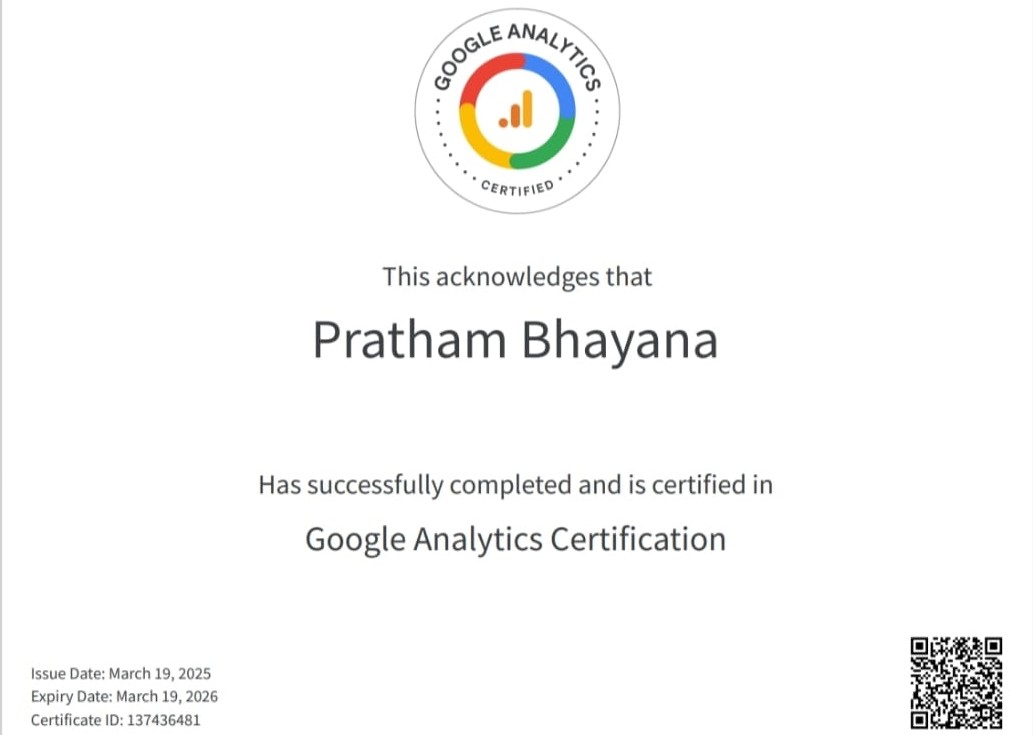 GOOGLE ANALYTICS
CERTIFIED
This acknowledges that
Pratham Bhayana
Has successfully completed and is certified in
Google Analytics Certification
Issue Date: March 19, 2025
Expiry Date: March 19, 2026
Certificate ID: 137436481